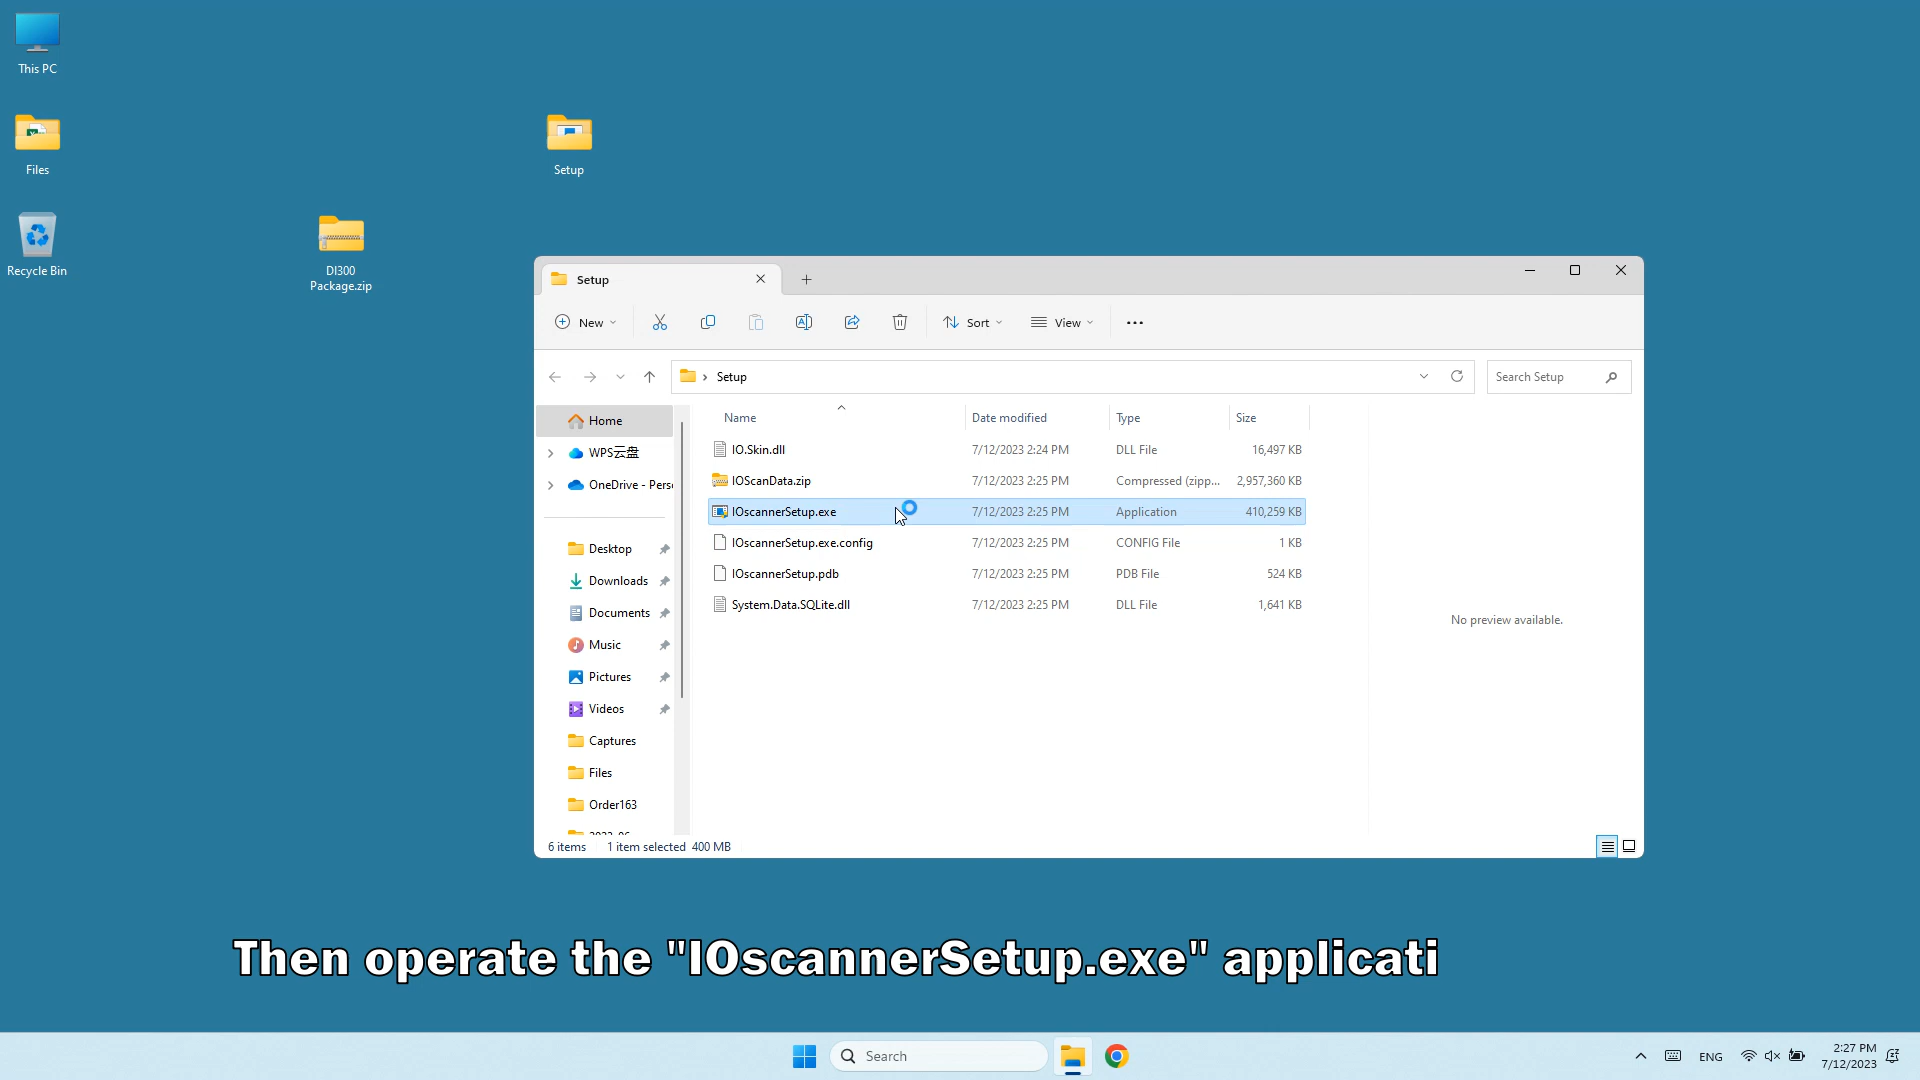 This PC
Files
Recycle Bin
Setup
DI300
Package.zip
Setup
New
Sort
View
Setup
Search Setup
Home
WPS云盘
OneDrive - Pers
Desktop
Downloads
Documents
Music
Pictures
Videos
Captures
Files
Order163
Name Date modified Type Size
IO.Skin.dll 7/12/2023 2:24 PM DLL File 16,497 KB
IOScanData.zip 7/12/2023 2:25 PM Compressed (zipp... 2,957,360 KB
IOscannerSetup.exe 7/12/2023 2:25 PM Application 410,259 KB
IOscannerSetup.exe.config 7/12/2023 2:25 PM CONFIG File 1 KB
IOscannerSetup.pdb 7/12/2023 2:25 PM PDB File 524 KB
System.Data.SQLite.dll 7/12/2023 2:25 PM DLL File 1,641 KB
No preview available.
6 items 1 item selected 400 MB
Then operate the "IOscannerSetup.exe" applicati
Search
ENG
2:27 PM
7/12/2023